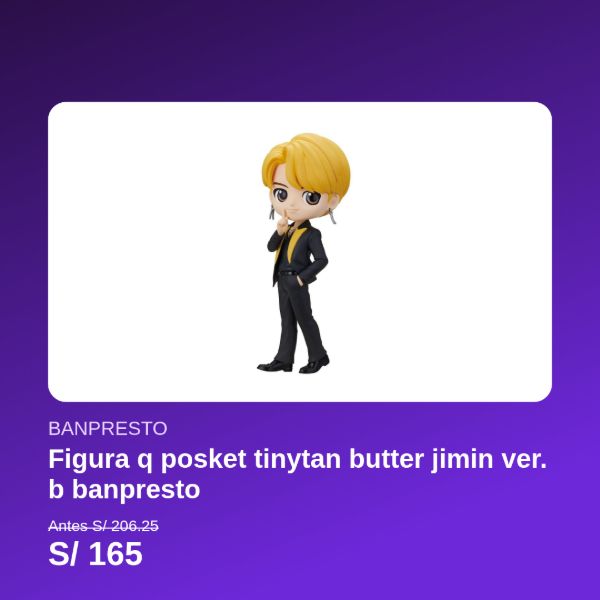 BANPRESTO
Figura q posket tinytan butter jimin ver.
b banpresto
Antes S/ 206.25
S/ 165